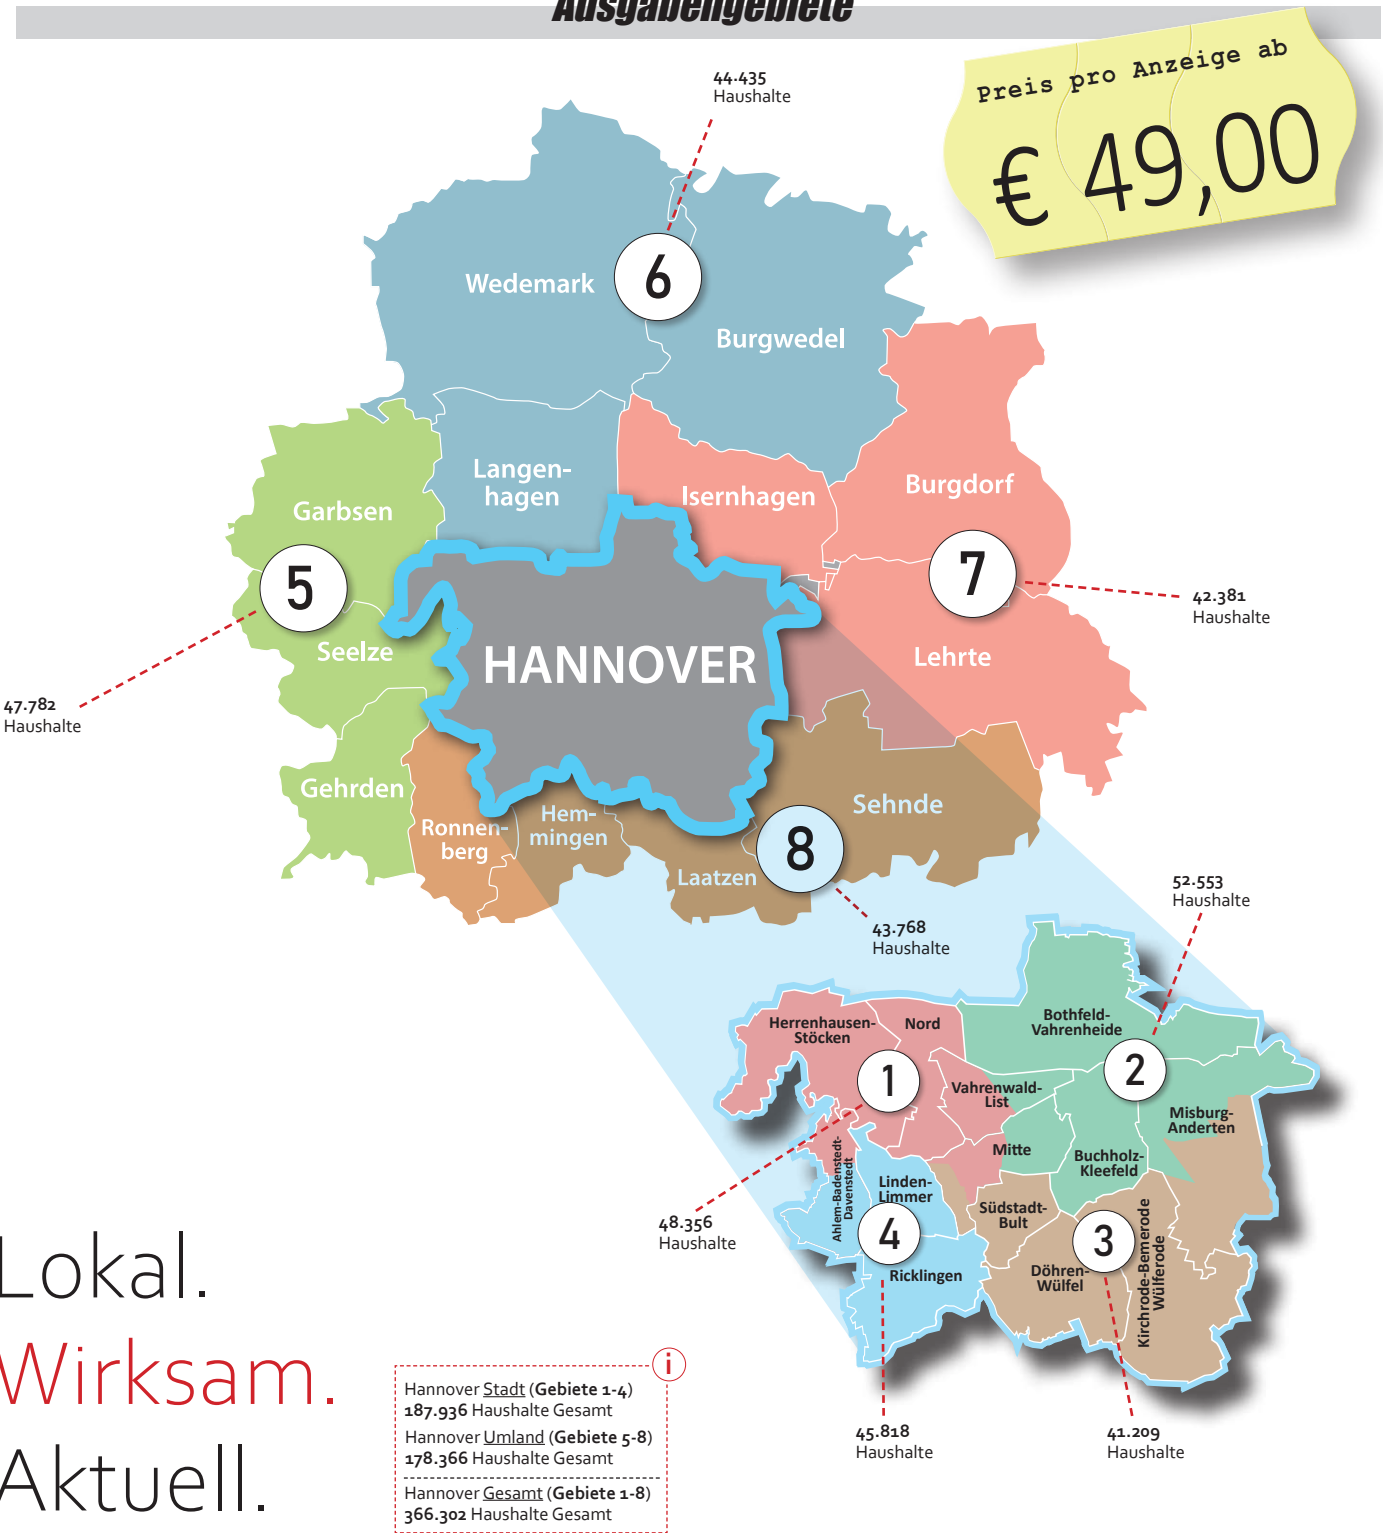 Ausgabengebiete
Preis pro Anzeige ab
€ 49,00
44.435
Haushalte
6
Wedemark
Burgwedel
Langen-
hagen
Isernhagen
Burgdorf
Garbsen
5
7
42.381
Haushalte
Seelze
HANNOVER
Lehrte
47.782
Haushalte
Gehrden
Ronnen-
berg
Hem-
mingen
Sehnde
8
Laatzen
43.768
Haushalte
52.553
Haushalte
Herrenhausen-
Stöcken
Nord
Bothfeld-
Vahrenheide
1
2
Vahrenwald-
List
Misburg-
Anderten
Mitte
Buchholz-
Kleefeld
Ahlem-Badenstedt-
Davenstedt
Linden-
Limmer
Südstadt-
Bult
48.356
Haushalte
4
3
Kirchrode-Bemerode
Wülferode
Ricklingen
Döhren-
Wülfel
45.818
Haushalte
41.209
Haushalte
Lokal.
Wirksam.
Aktuell.
i
Hannover Stadt (Gebiete 1-4)
187.936 Haushalte Gesamt
Hannover Umland (Gebiete 5-8)
178.366 Haushalte Gesamt
Hannover Gesamt (Gebiete 1-8)
366.302 Haushalte Gesamt